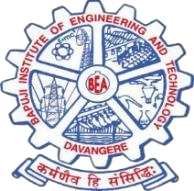 BAPUJI INSTITUTE OF ENGINEERING AND TECHNOLOGY
BEA
DAVANGERE
कर्मणैव हि संसिद्धिः